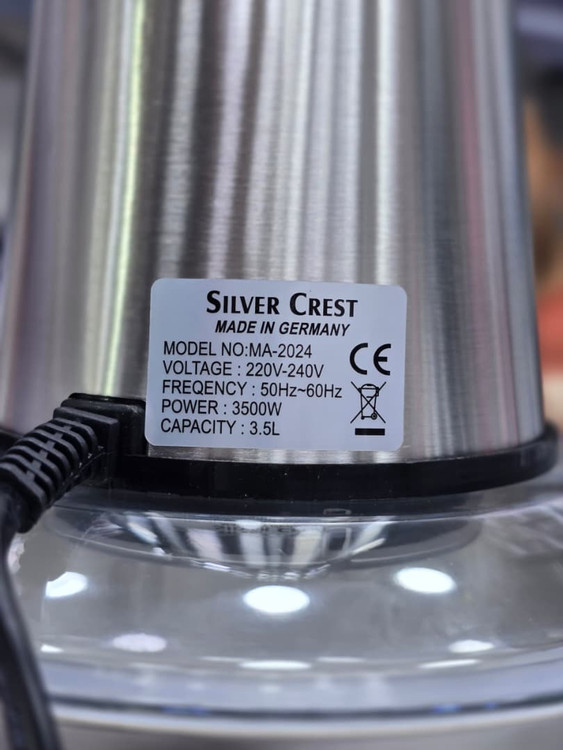 SILVER CREST
MADE IN GERMANY
MODEL NO:MA-2024
VOLTAGE : 220V-240V
FREQENCY : 50Hz~60Hz
POWER : 3500W
CAPACITY : 3.5L
CE